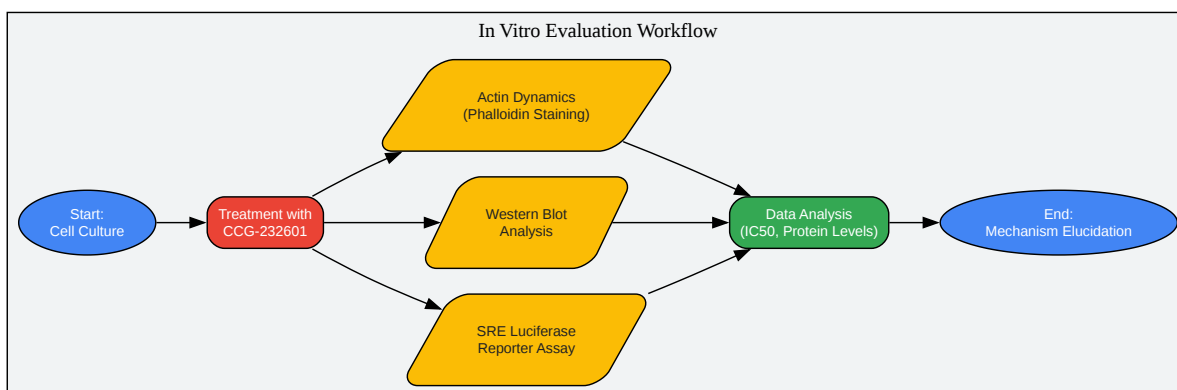 In Vitro Evaluation Workflow
Start:
Cell Culture
Treatment with
CCG-232601
Actin Dynamics
(Phalloidin Staining)
Western Blot
Analysis
SRE Luciferase
Reporter Assay
Data Analysis
(IC50, Protein Levels)
End:
Mechanism Elucidation